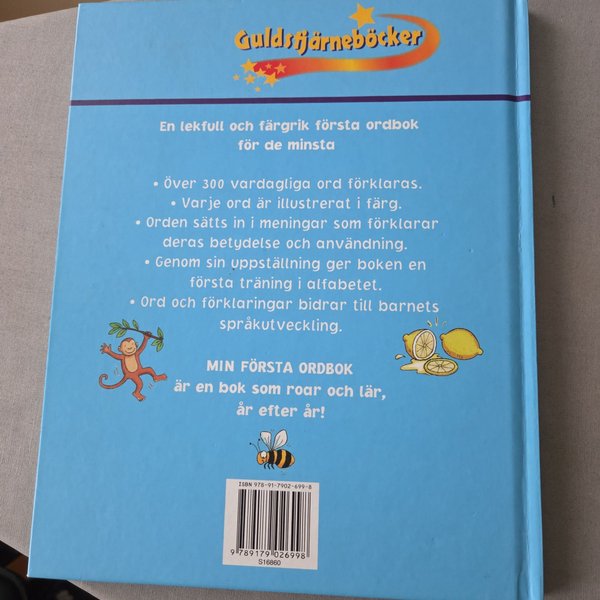 Guldstjärneböcker
En lekfull och färgrik första ordbok
för de minsta
• Över 300 vardagliga ord förklaras.
• Varje ord är illustrerat i färg.
• Orden sätts in i meningar som förklarar
deras betydelse och användning.
• Genom sin uppställning ger boken en
första träning i alfabetet.
• Ord och förklaringar bidrar till barnets
språkutveckling.
MIN FÖRSTA ORDBOK
är en bok som roar och lär,
år efter år!
ISBN 978-91-7902-699-8
9 789179 026998
S16860